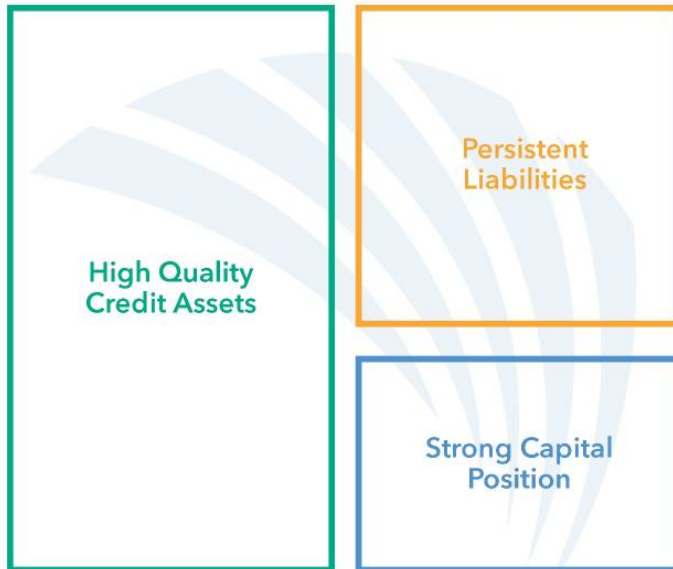 High Quality
Credit Assets
Persistent
Liabilities
Strong Capital
Position